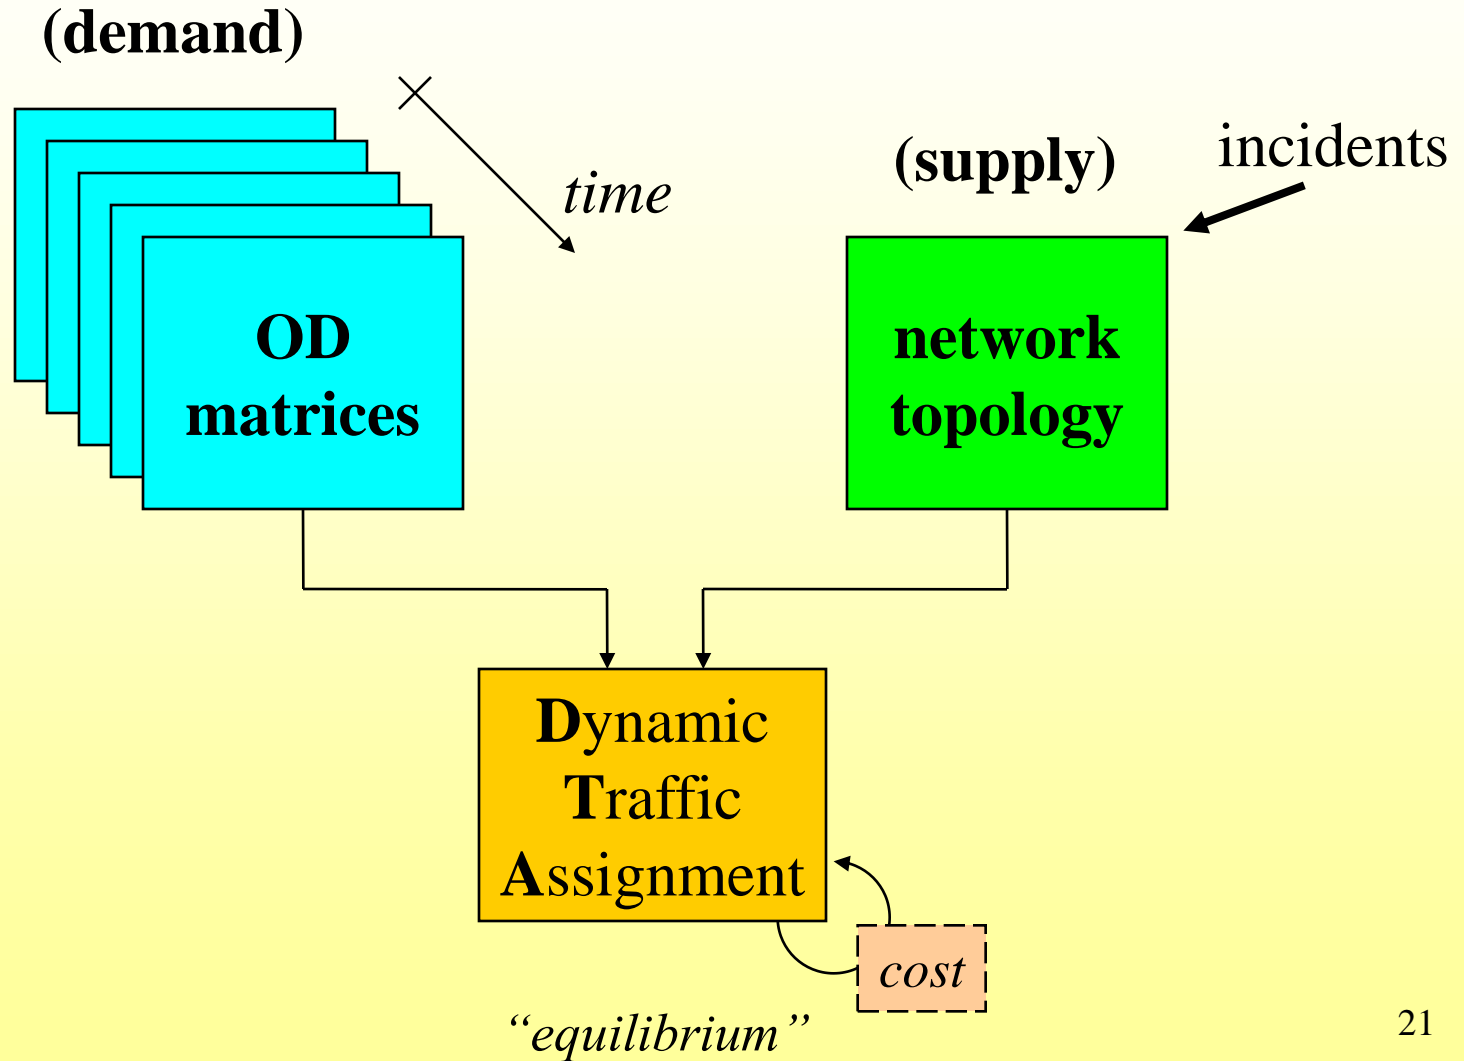 (demand)
time
(supply)
incidents
OD
matrices
network
topology
Dynamic
Traffic
Assignment
cost
“equilibrium”
21